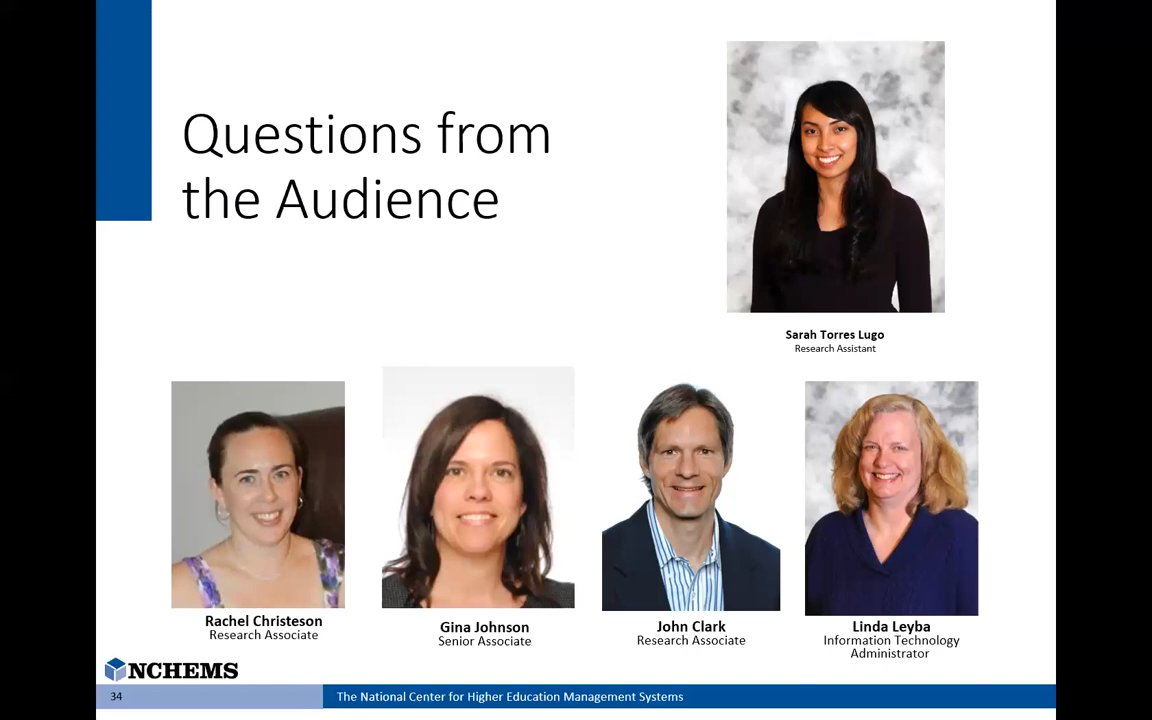 Questions from
the Audience
Sarah Torres Lugo
Research Assistant
Rachel Christeson
Research Associate
Gina Johnson
Senior Associate
John Clark
Research Associate
Linda Leyba
Information Technology
Administrator
NCHEMS
34
The National Center for Higher Education Management Systems